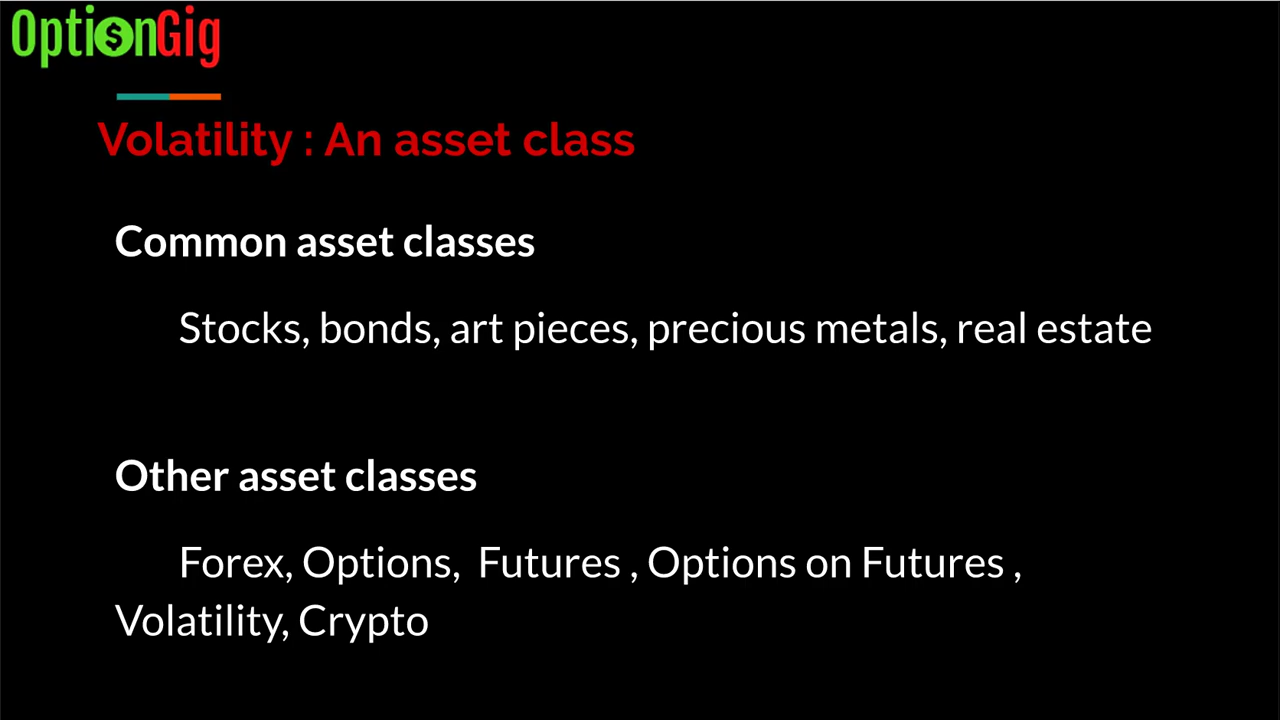 OptionGig
Volatility : An asset class
Common asset classes
Stocks, bonds, art pieces, precious metals, real estate
Other asset classes
Forex, Options,  Futures , Options on Futures ,
Volatility, Crypto